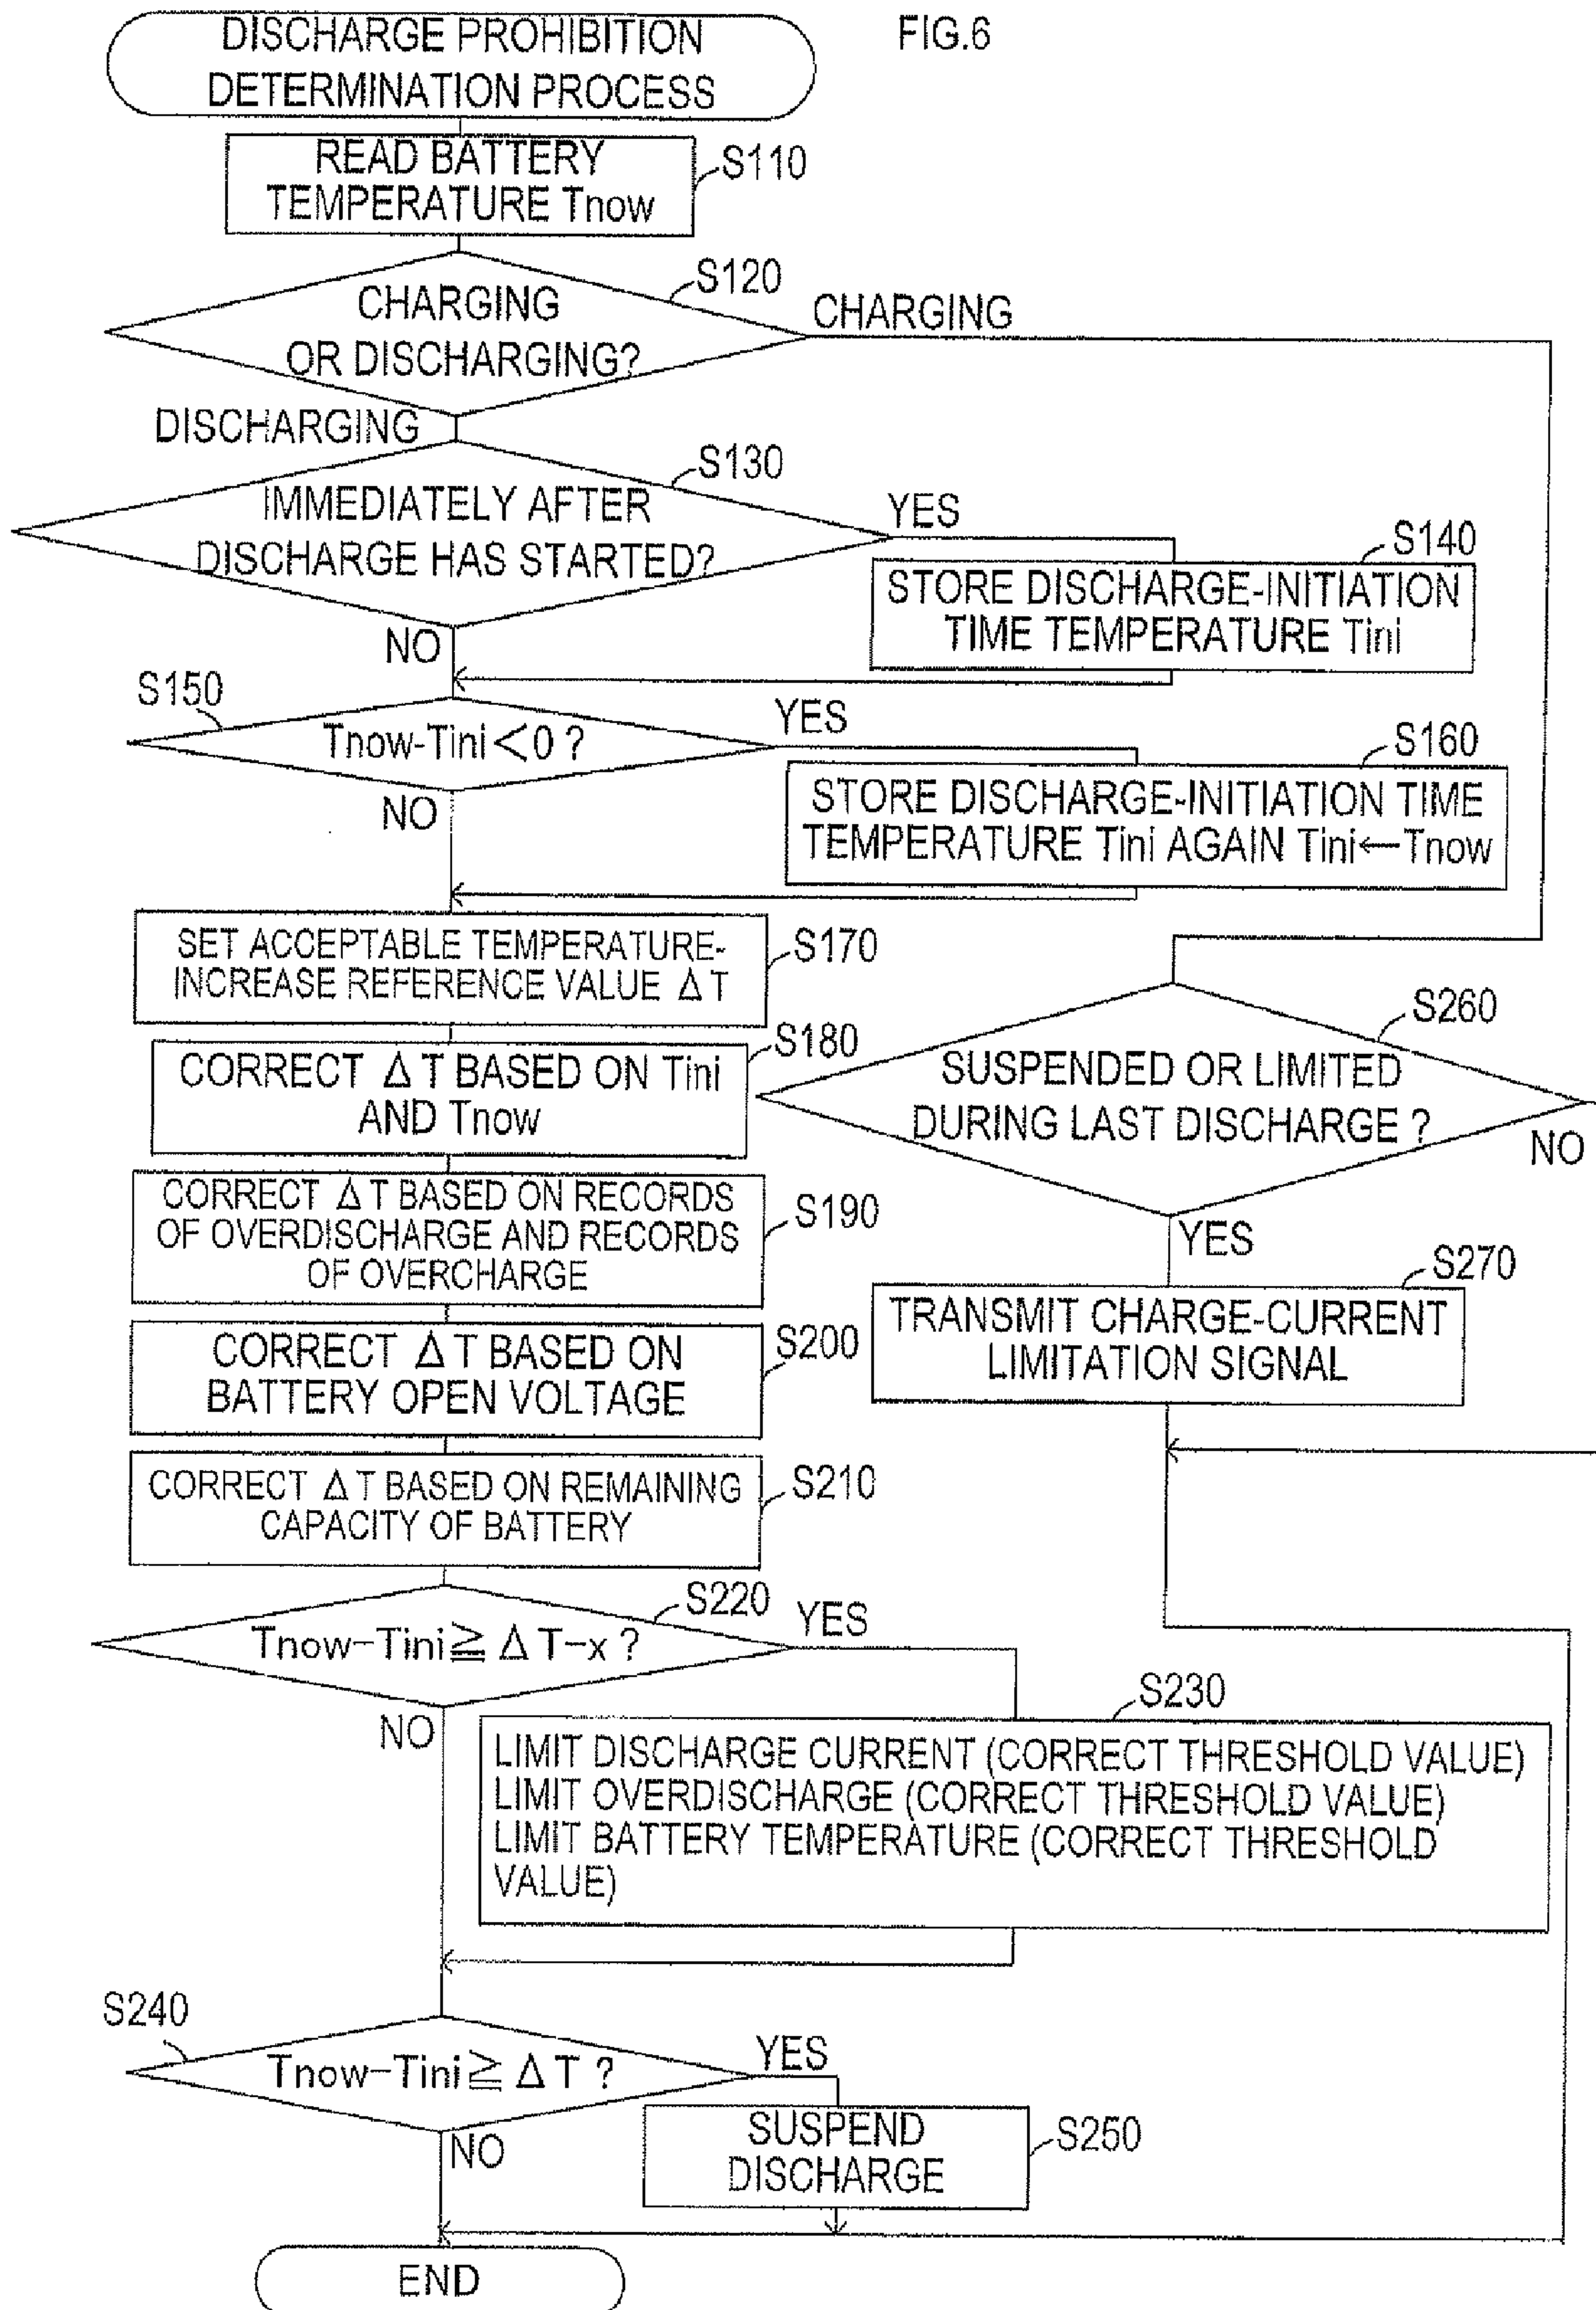 FIG.6
DISCHARGE PROHIBITION
DETERMINATION PROCESS
READ BATTERY
TEMPERATURE Tnow
S110
S120
CHARGING
OR DISCHARGING?
CHARGING
DISCHARGING
S130
IMMEDIATELY AFTER
DISCHARGE HAS STARTED?
YES
NO
S140
STORE DISCHARGE-INITIATION
TIME TEMPERATURE Tini
S150
Tnow-Tini<0 ?
YES
NO
S160
STORE DISCHARGE-INITIATION TIME
TEMPERATURE Tini AGAIN Tini←Tnow
SET ACCEPTABLE TEMPERATURE-
INCREASE REFERENCE VALUE ΔT
S170
CORRECT ΔT BASED ON Tini
AND Tnow
S180
CORRECT ΔT BASED ON RECORDS
OF OVERDISCHARGE AND RECORDS
OF OVERCHARGE
S190
CORRECT ΔT BASED ON
BATTERY OPEN VOLTAGE
S200
CORRECT ΔT BASED ON REMAINING
CAPACITY OF BATTERY
S210
S220
Tnow-Tini≧ΔT-x ?
YES
NO
S230
LIMIT DISCHARGE CURRENT (CORRECT THRESHOLD VALUE)
LIMIT OVERDISCHARGE (CORRECT THRESHOLD VALUE)
LIMIT BATTERY TEMPERATURE (CORRECT THRESHOLD
VALUE)
S240
Tnow-Tini≧ΔT ?
YES
NO
SUSPEND
DISCHARGE
S250
S260
SUSPENDED OR LIMITED
DURING LAST DISCHARGE ?
NO
YES
S270
TRANSMIT CHARGE-CURRENT
LIMITATION SIGNAL
END